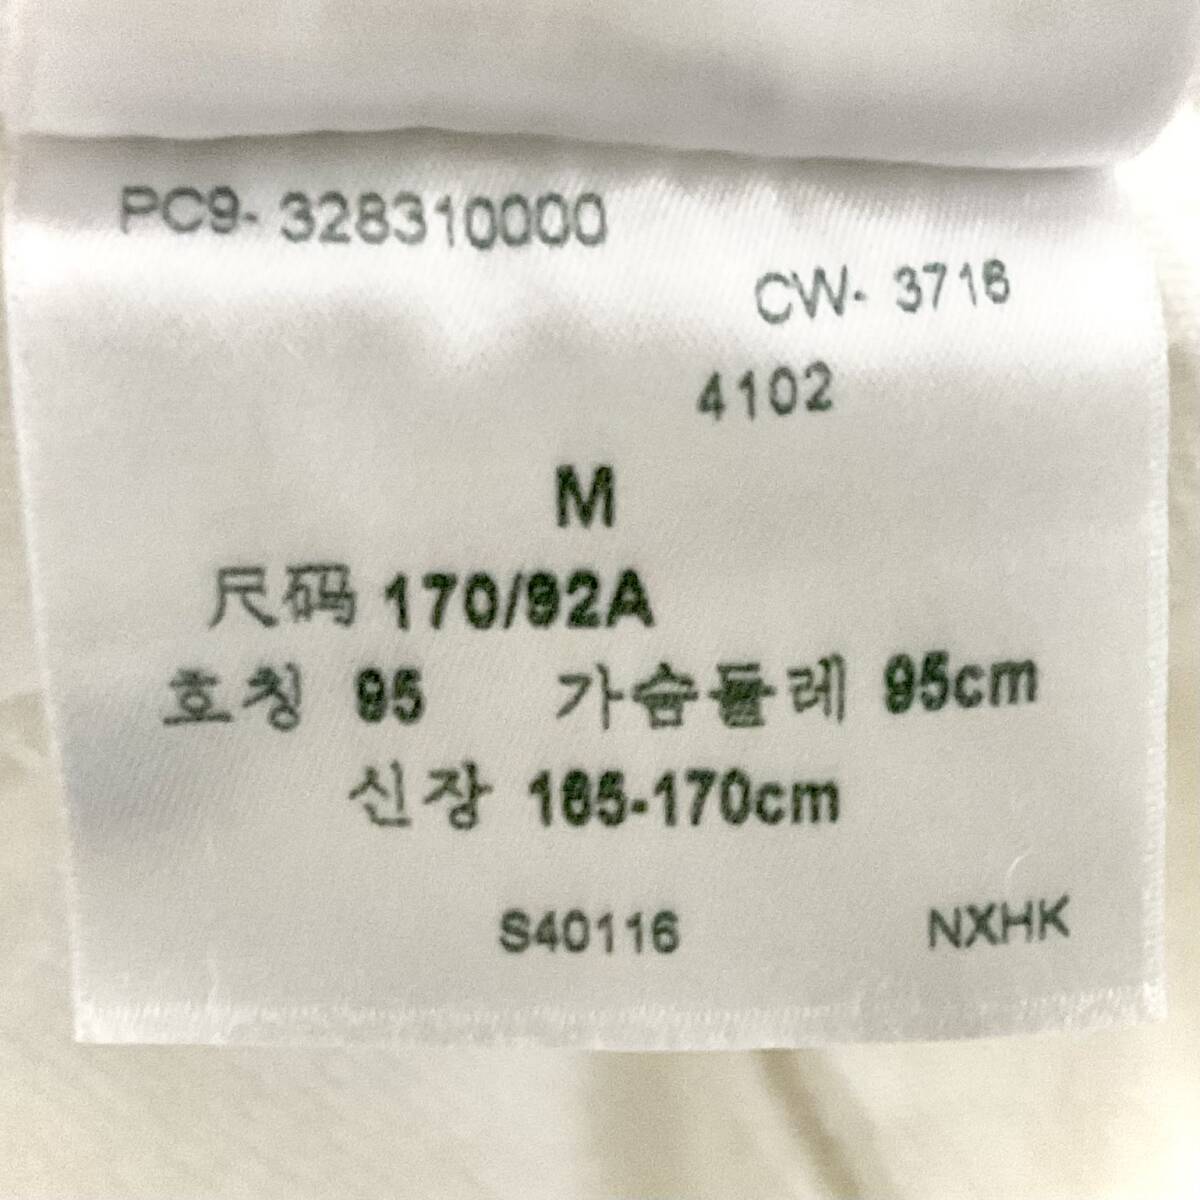 PC9- 328310000
CW- 3716
4102
M
尺码 170/92A
호칭 95 가슴둘레 95cm
신장 165-170cm
S40116 NXHK